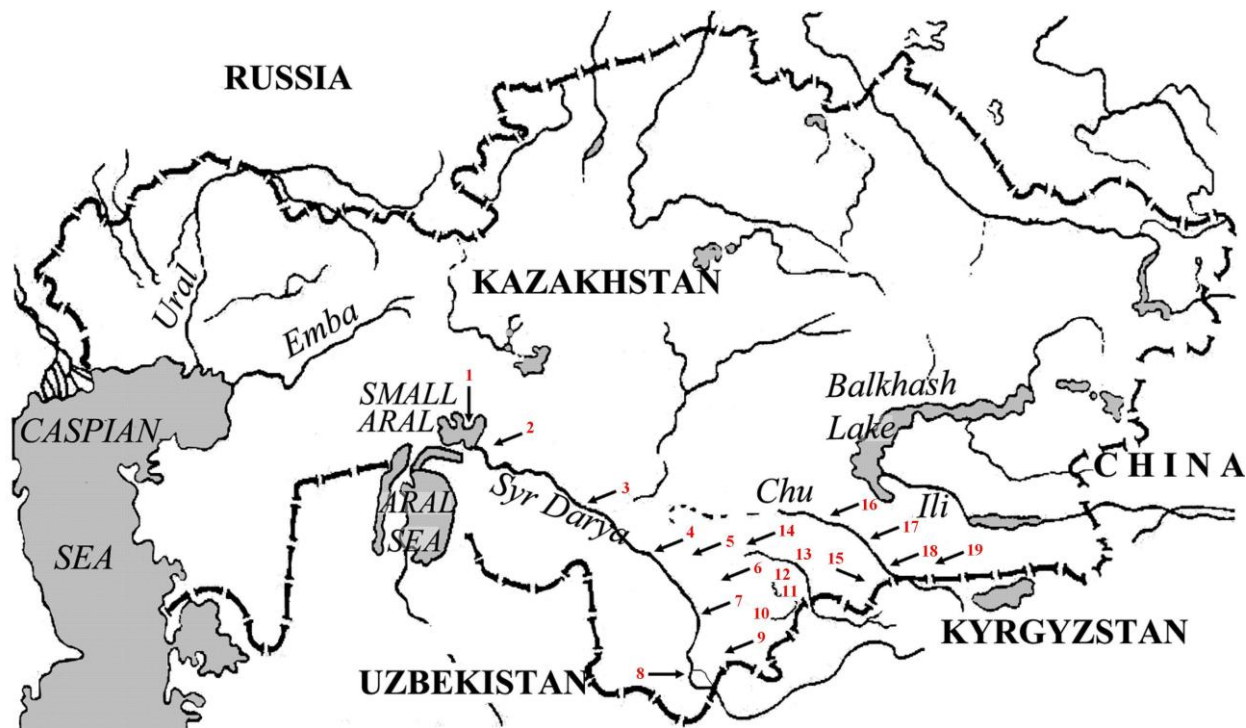 RUSSIA
KAZAKHSTAN
Ural
Emba
1
SMALL
ARAL
2
Balkhash
Lake
CASPIAN
SEA
CHINA
Syr Darya
3
ARAL
SEA
Chu
16
Ili
4
5
14
17
6
12
13
15
18
19
7
11
10
9
8
KYRGYZSTAN
UZBEKISTAN